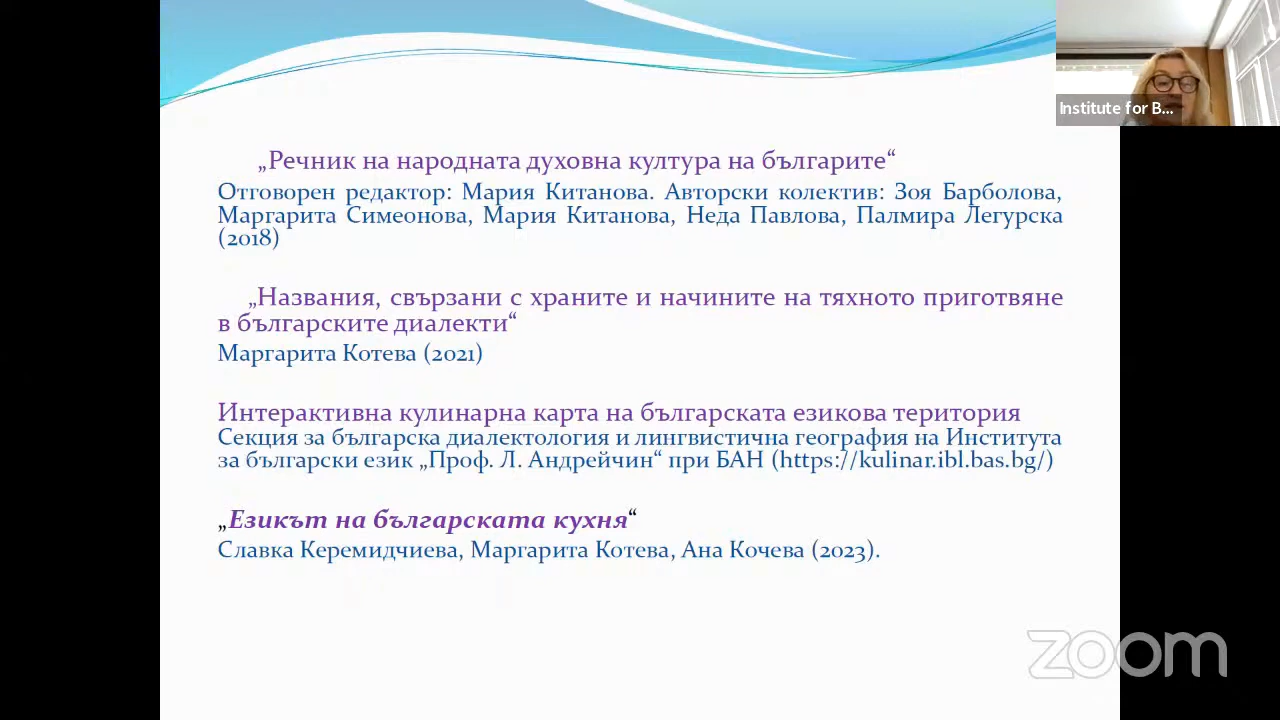 Institute for B...
„Речник на народната духовна култура на българите“
Отговорен редактор: Мария Китанова. Авторски колектив: Зоя Барболова,
Маргарита Симеонова, Мария Китанова, Неда Павлова, Палмира Легурска
(2018)
„Названия, свързани с храните и начините на тяхното приготвяне
в българските диалекти“
Маргарита Котева (2021)
Интерактивна кулинарна карта на българската езикова територия
Секция за българска диалектология и лингвистична география на Института
за български език „Проф. Л. Андрейчин“ при БАН (https://kulinar.ibl.bas.bg/)
„Езикът на българската кухня“
Славка Керемидчиева, Маргарита Котева, Ана Кочева (2023).
zoom